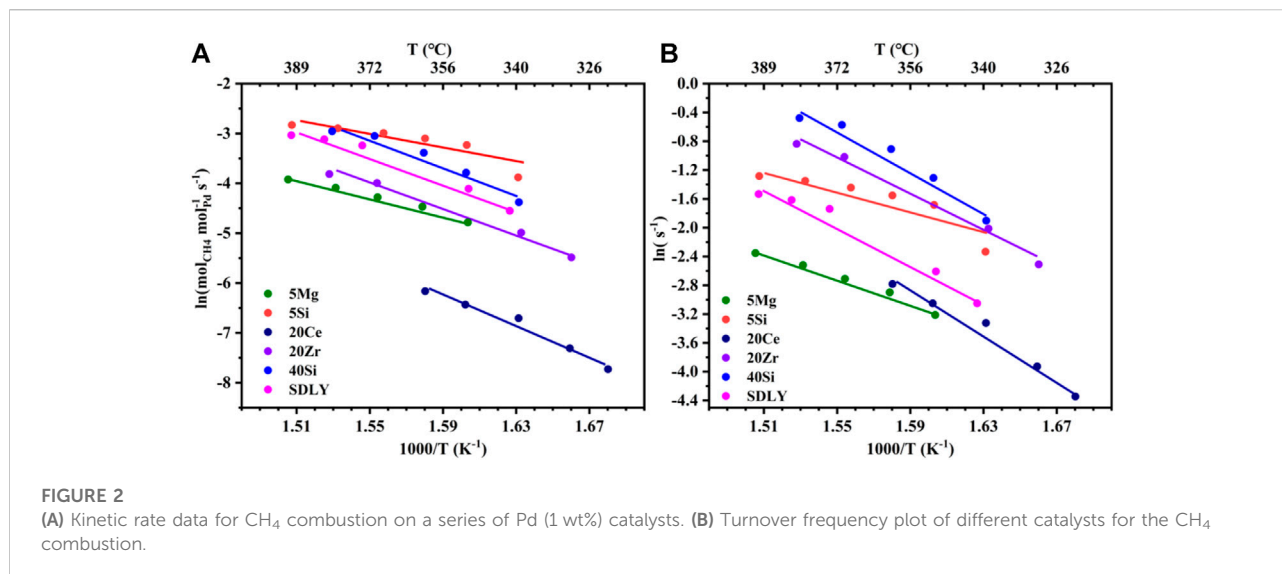 A
T (°C)
389 372 356 340 326
-2
-3
-4
-5
-6
-7
-8
ln(mol_CH4 mol_Pd^-1 s^-1)
5Mg
5Si
20Ce
20Zr
40Si
SDLY
1.51 1.55 1.59 1.63 1.67
1000/T (K^-1)
B
T (°C)
389 372 356 340 326
0.0
-0.4
-0.8
-1.2
-1.6
-2.0
-2.4
-2.8
-3.2
-3.6
-4.0
-4.4
ln( s^-1)
5Mg
5Si
20Ce
20Zr
40Si
SDLY
1.51 1.55 1.59 1.63 1.67
1000/T (K^-1)
FIGURE 2
(A) Kinetic rate data for CH4 combustion on a series of Pd (1 wt%) catalysts. (B) Turnover frequency plot of different catalysts for the CH4
combustion.